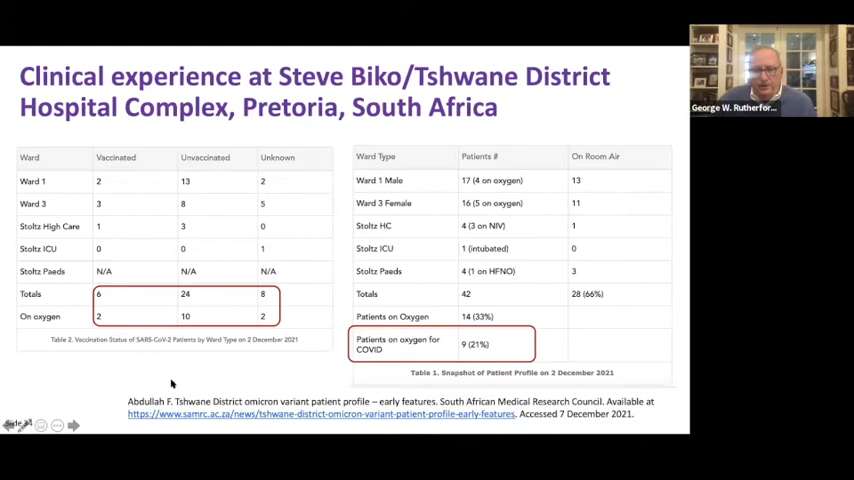 Clinical experience at Steve Biko/Tshwane District
Hospital Complex, Pretoria, South Africa
George W. Rutherfor...
Ward Vaccinated Unvaccinated Unknown
Ward 1 2 13 2
Ward 3 3 8 5
Stoltz High Care 1 3 0
Stoltz ICU 0 0 1
Stoltz Paeds N/A N/A N/A
Totals 6 24 8
On oxygen 2 10 2
Table 2. Vaccination Status of SARS-CoV-2 Patients by Ward Type on 2 December 2021
Ward Type Patients # On Room Air
Ward 1 Male 17 (4 on oxygen) 13
Ward 3 Female 16 (5 on oxygen) 11
Stoltz HC 4 (3 on NIV) 1
Stoltz ICU 1 (intubated) 0
Stoltz Paeds 4 (1 on HFNO) 3
Totals 42 28 (66%)
Patients on Oxygen 14 (33%)
Patients on oxygen for
COVID 9 (21%)
Table 1. Snapshot of Patient Profile on 2 December 2021
Abdullah F. Tshwane District omicron variant patient profile – early features. South African Medical Research Council. Available at
https://www.samrc.ac.za/news/tshwane-district-omicron-variant-patient-profile-early-features. Accessed 7 December 2021.
Slide 34